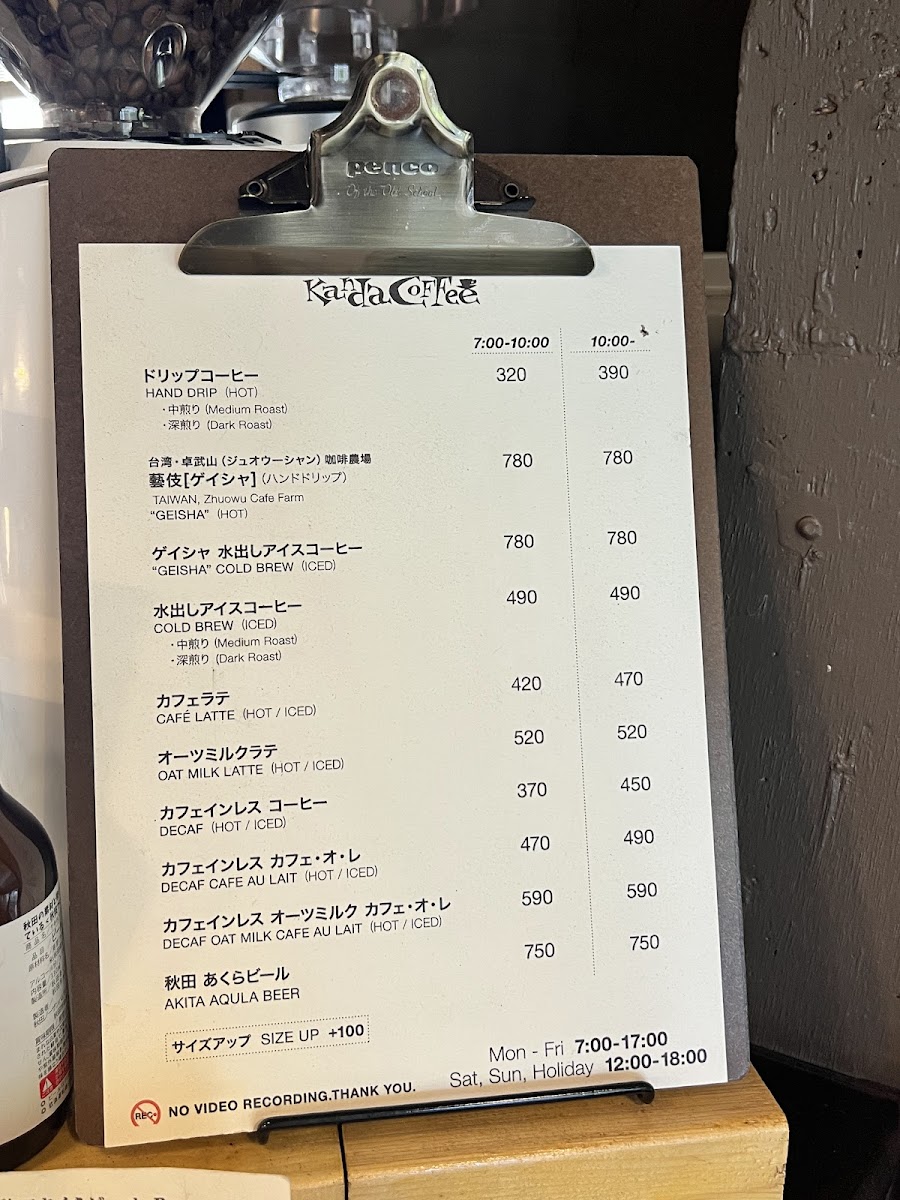 penco
Kanda Coffee
7:00-10:00 10:00-
ドリップコーヒー 320 390
HAND DRIP (HOT)
・中煎り (Medium Roast)
・深煎り (Dark Roast)
台湾・卓武山 (ジュオウーシャン) 咖啡農場 780 780
藝伎[ゲイシャ] (ハンドドリップ)
TAIWAN, Zhuowu Cafe Farm
"GEISHA" (HOT)
ゲイシャ 水出しアイスコーヒー 780 780
"GEISHA" COLD BREW (ICED)
水出しアイスコーヒー 490 490
COLD BREW (ICED)
・中煎り (Medium Roast)
・深煎り (Dark Roast)
カフェラテ 420 470
CAFÉ LATTE (HOT / ICED)
オーツミルクラテ 520 520
OAT MILK LATTE (HOT / ICED)
カフェインレス コーヒー 370 450
DECAF (HOT / ICED)
カフェインレス カフェ・オ・レ 470 490
DECAF CAFE AU LAIT (HOT / ICED)
カフェインレス オーツミルク カフェ・オ・レ 590 590
DECAF OAT MILK CAFE AU LAIT (HOT / ICED)
秋田 あくらビール 750 750
AKITA AQULA BEER
サイズアップ SIZE UP +100
Mon - Fri 7:00-17:00
Sat, Sun, Holiday 12:00-18:00
REC NO VIDEO RECORDING.THANK YOU.